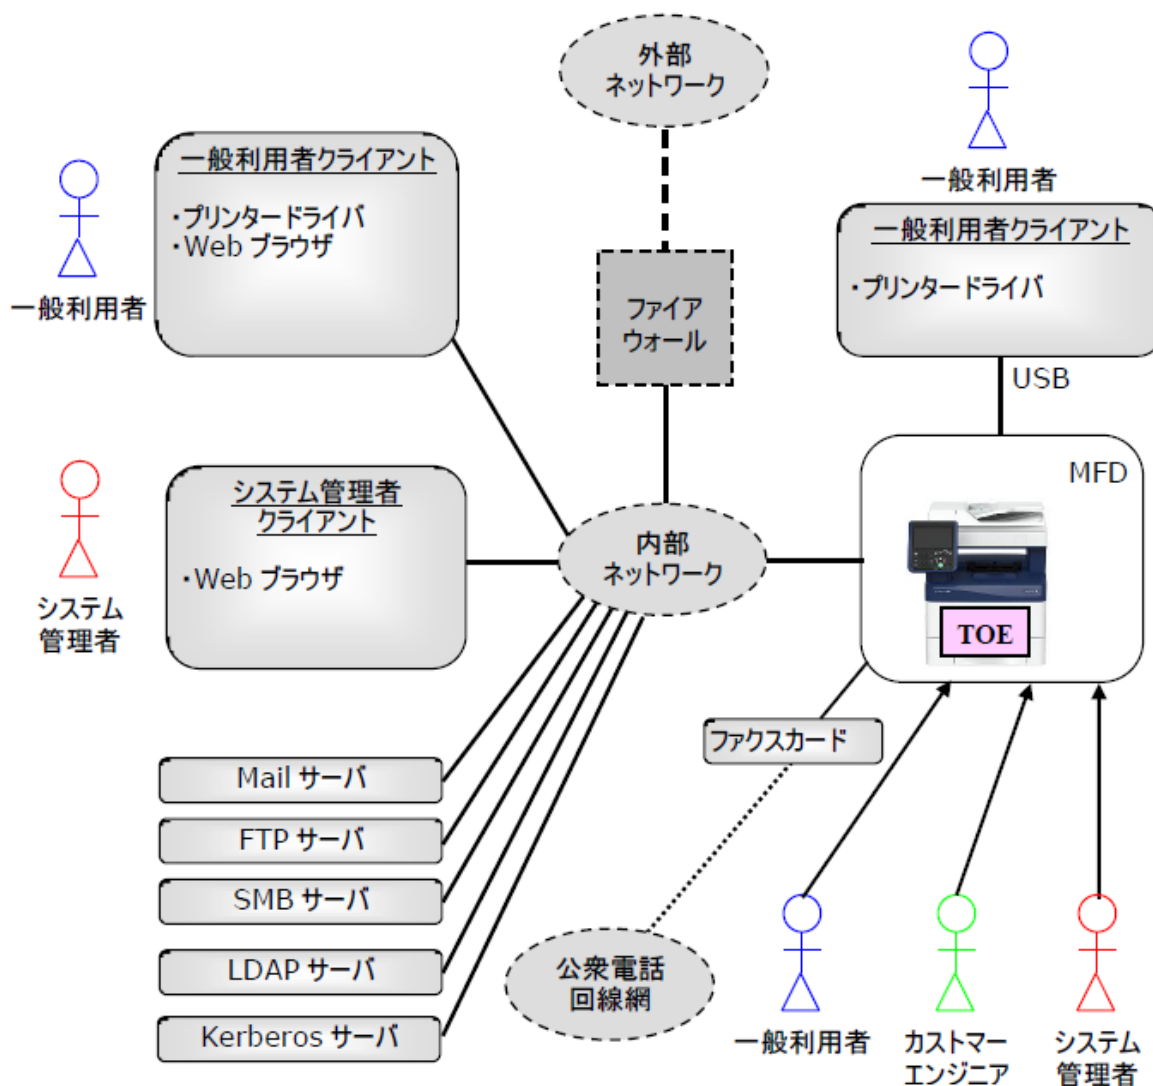 外部
ネットワーク
一般利用者
一般利用者クライアント
・プリンタードライバ
・Web ブラウザ
一般利用者
一般利用者クライアント
・プリンタードライバ
ファイア
ウォール
USB
MFD
システム管理者
クライアント
・Web ブラウザ
システム
管理者
内部
ネットワーク
TOE
ファクスカード
Mail サーバ
FTP サーバ
SMB サーバ
LDAP サーバ
Kerberos サーバ
公衆電話
回線網
一般利用者
カストマー
エンジニア
システム
管理者